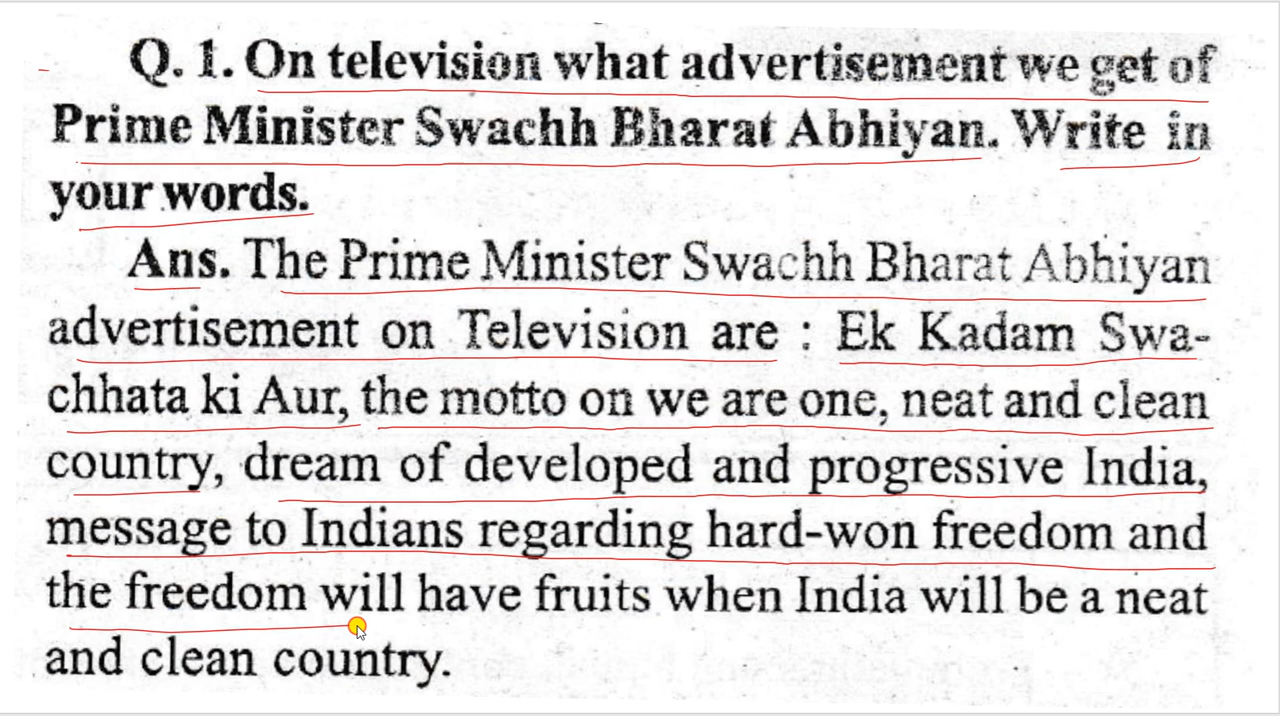 Q. 1. On television what advertisement we get of
Prime Minister Swachh Bharat Abhiyan. Write in
your words.
Ans. The Prime Minister Swachh Bharat Abhiyan
advertisement on Television are : Ek Kadam Swa-
chhata ki Aur, the motto on we are one, neat and clean
country, dream of developed and progressive India,
message to Indians regarding hard-won freedom and
the freedom will have fruits when India will be a neat
and clean country.